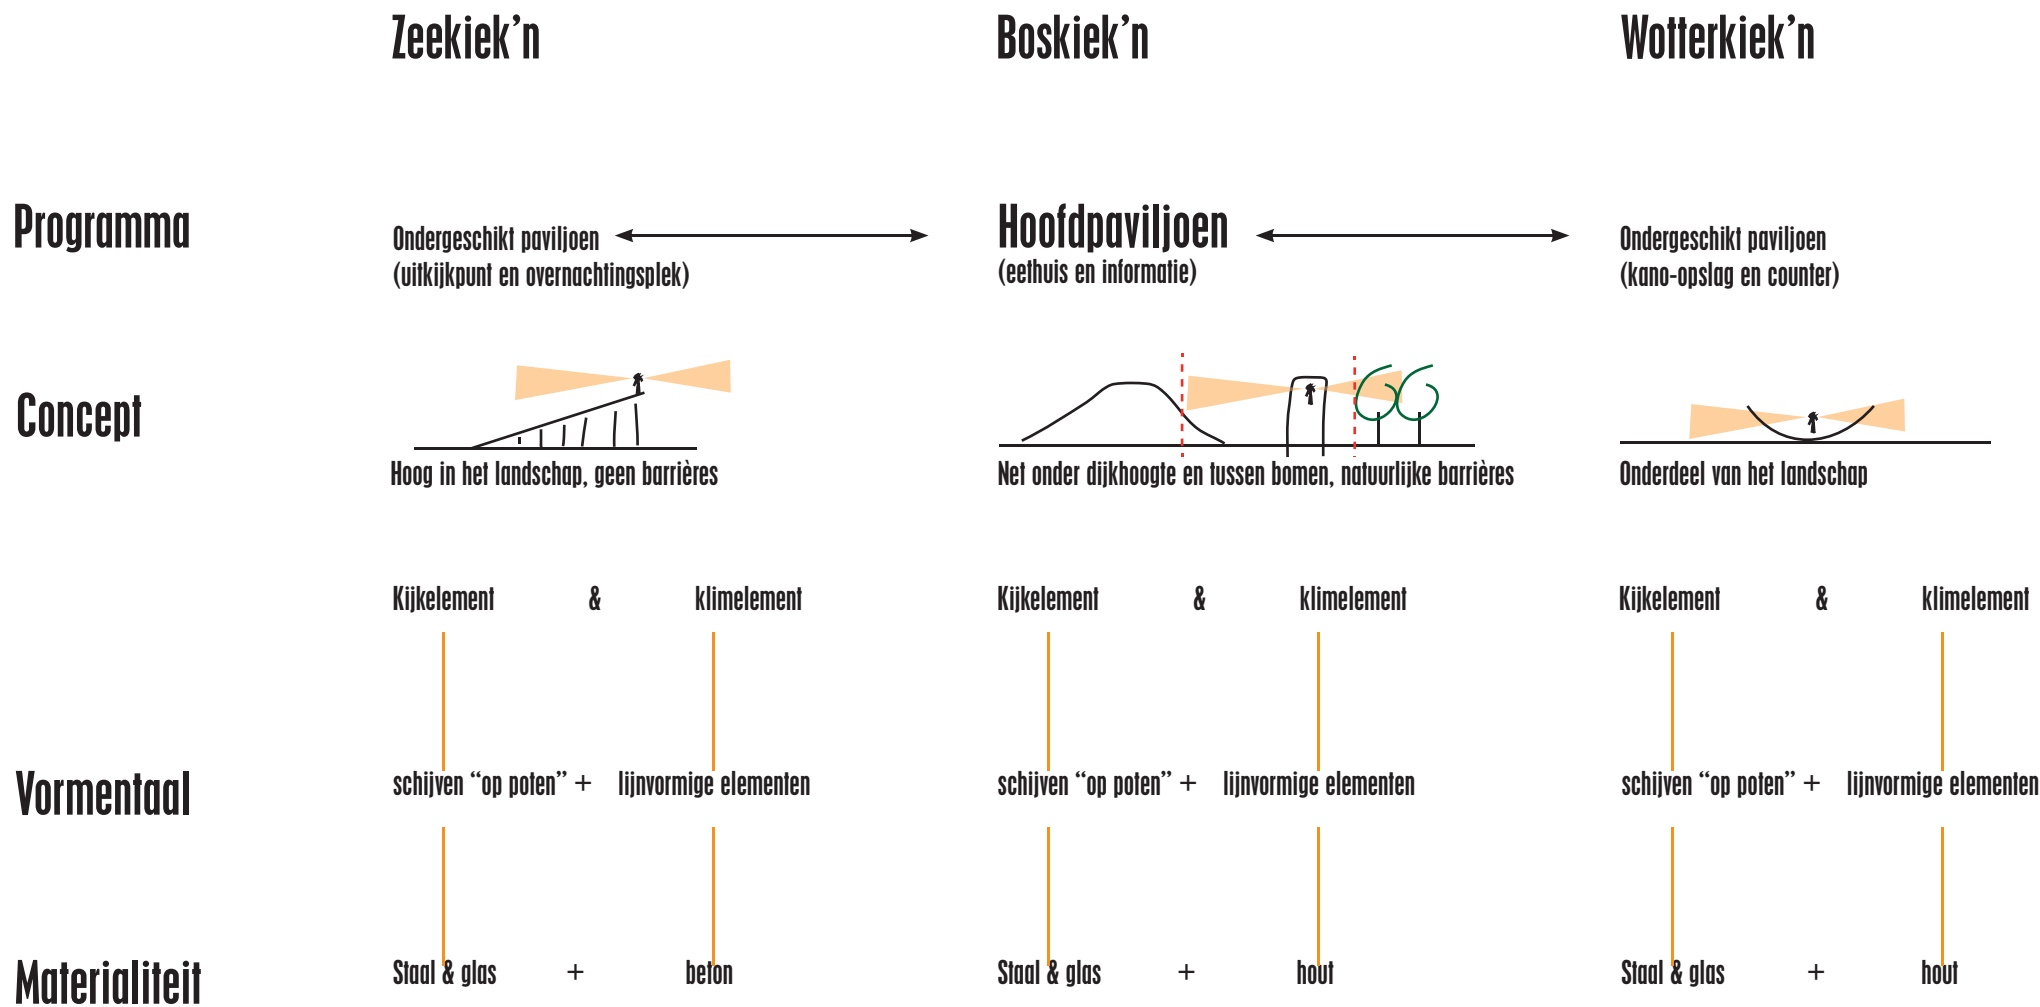 Zeekiek’n
Boskiek’n
Wotterkiek’n
Programma
Ondergeschikt paviljoen
(uitkijkpunt en overnachtingsplek)
Hoofdpaviljoen
(eethuis en informatie)
Ondergeschikt paviljoen
(kano-opslag en counter)
Concept
Hoog in het landschap, geen barrières
Net onder dijkhoogte en tussen bomen, natuurlijke barrières
Onderdeel van het landschap
Kijkelement & klimelement
Kijkelement & klimelement
Kijkelement & klimelement
Vormentaal
schijven “op poten” + lijnvormige elementen
schijven “op poten” + lijnvormige elementen
schijven “op poten” + lijnvormige elementen
Materialiteit
Staal & glas + beton
Staal & glas + hout
Staal & glas + hout